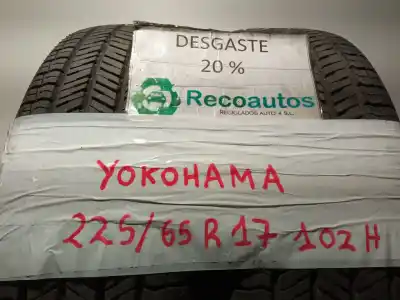 DESGASTE
20 %
Recoautos
RECICLADOS AUTO 4 S.L.
YOKOHAMA
225/65 R 17 102 H